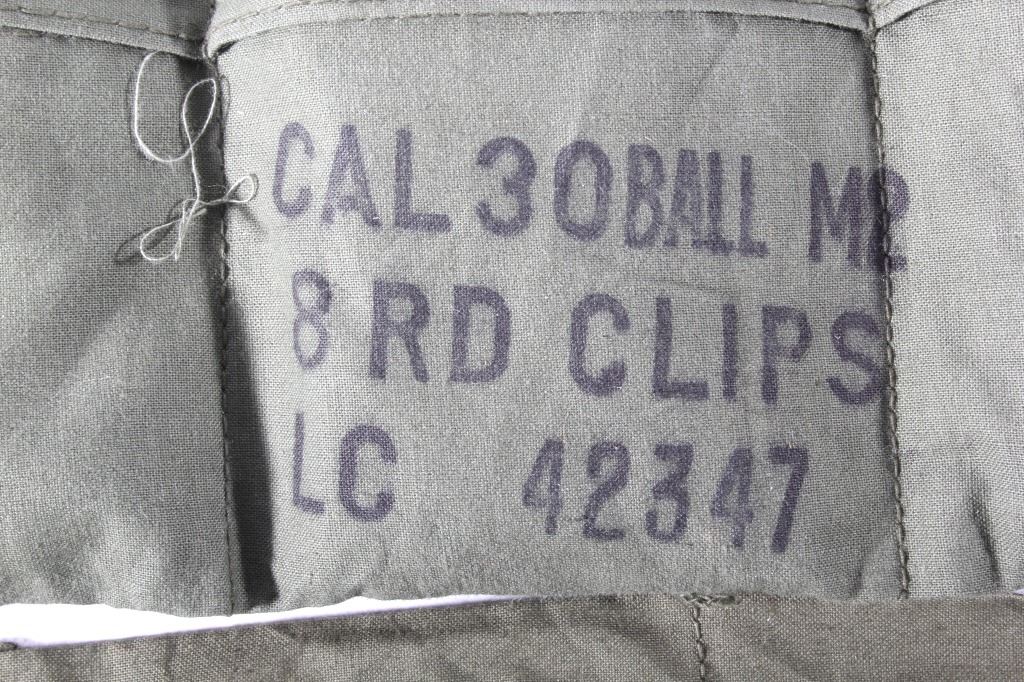 CAL 30 BALL M2
8 RD CLIPS
LC 42347